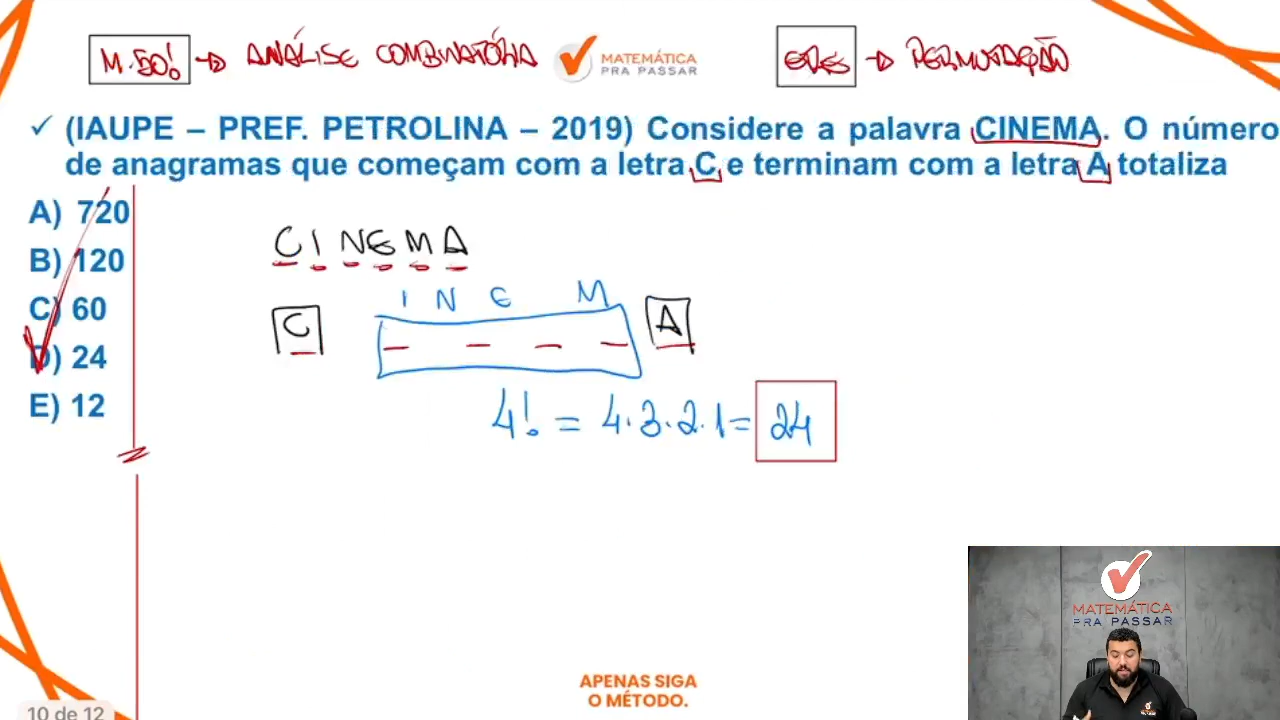 M.50! → ANÁLISE COMBINATÓRIA
MATEMÁTICA
PRA PASSAR
→ PERMUTAÇÃO
✓ (IAUPE – PREF. PETROLINA – 2019) Considere a palavra CINEMA. O número
de anagramas que começam com a letra C e terminam com a letra A totaliza
A) 720
B) 120
C) 60
D) 24
E) 12
C I N E M A
I N E M
C A
4! = 4.3.2.1 = 24
MATEMÁTICA
PRA PASSAR
APENAS SIGA
O MÉTODO.
10 de 12